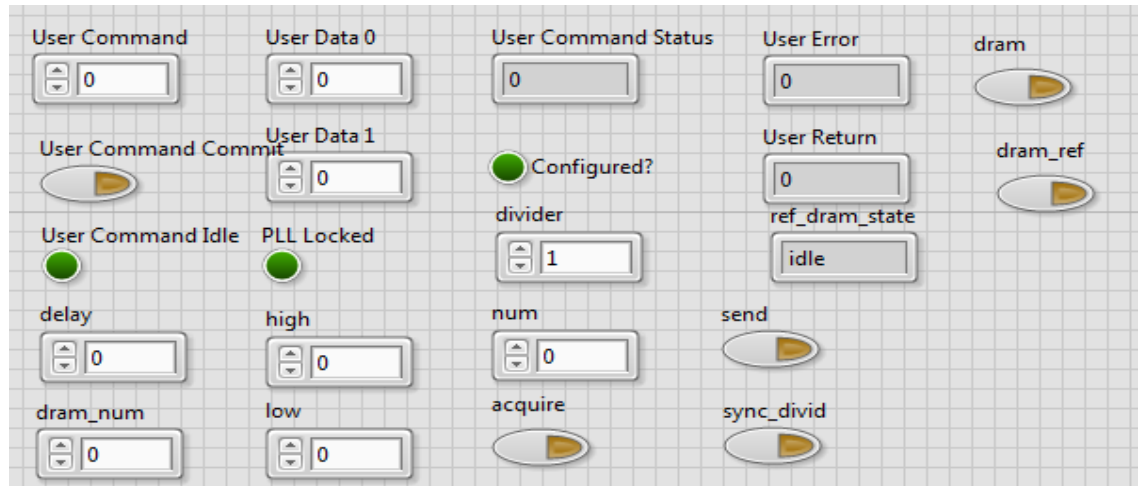 User Command
User Data 0
User Command Status
User Error
dram
0
0
0
0
User Command Commit
User Data 1
User Return
dram_ref
0
Configured?
0
divider
ref_dram_state
User Command Idle
PLL Locked
1
idle
delay
high
num
send
0
0
0
dram_num
low
acquire
sync_divid
0
0